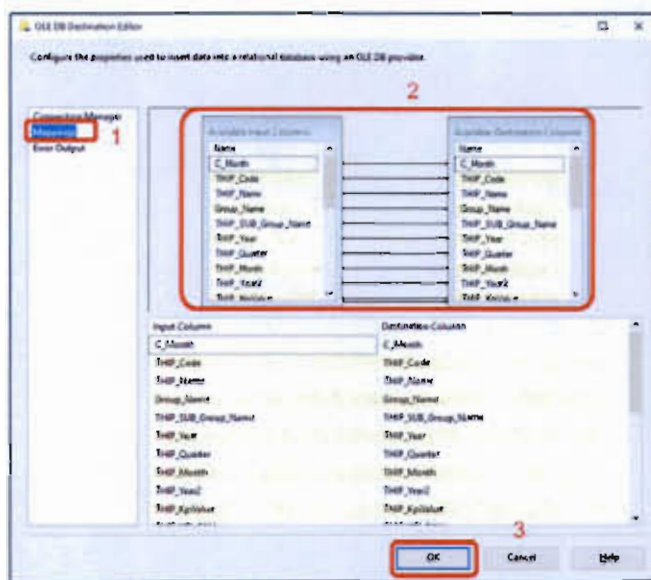 OLE DB Destination Editor
Configure the properties used to insert data into a relational database using an OLE DB provider.
2
Connection Manager
Mappings
1
Error Output
Available Input Columns
Name
C_Month
THIP_Code
THIP_Name
Group_Name
THIP_SUB_Group_Name
THIP_Year
THIP_Quarter
THIP_Month
THIP_Year2
THIP_KpiValue
Available Destination Columns
Name
C_Month
THIP_Code
THIP_Name
Group_Name
THIP_SUB_Group_Name
THIP_Year
THIP_Quarter
THIP_Month
THIP_Year2
THIP_KpiValue
Input Column Destination Column
C_Month C_Month
THIP_Code THIP_Code
THIP_Name THIP_Name
Group_Name Group_Name
THIP_SUB_Group_Name THIP_SUB_Group_Name
THIP_Year THIP_Year
THIP_Quarter THIP_Quarter
THIP_Month THIP_Month
THIP_Year2 THIP_Year2
THIP_KpiValue THIP_KpiValue
3
OK Cancel Help